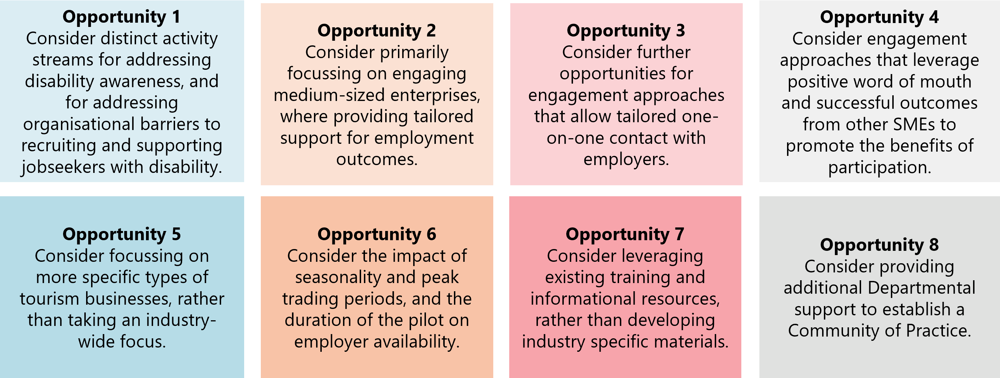 Opportunity 1
Consider distinct activity
streams for addressing
disability awareness, and
for addressing
organisational barriers to
recruiting and supporting
jobseekers with disability.
Opportunity 2
Consider primarily
focussing on engaging
medium-sized enterprises,
where providing tailored
support for employment
outcomes.
Opportunity 3
Consider further
opportunities for
engagement approaches
that allow tailored one-
on-one contact with
employers.
Opportunity 4
Consider engagement
approaches that leverage
positive word of mouth
and successful outcomes
from other SMEs to
promote the benefits of
participation.
Opportunity 5
Consider focussing on
more specific types of
tourism businesses, rather
than taking an industry-
wide focus.
Opportunity 6
Consider the impact of
seasonality and peak
trading periods, and the
duration of the pilot on
employer availability.
Opportunity 7
Consider leveraging
existing training and
informational resources,
rather than developing
industry specific materials.
Opportunity 8
Consider providing
additional Departmental
support to establish a
Community of Practice.